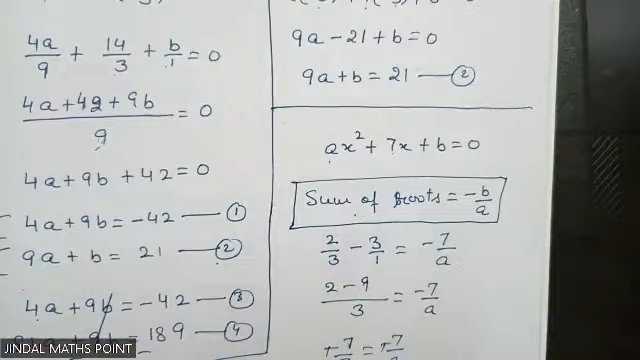 4a/9 + 14/3 + b/1 = 0
4a+42+9b/9 = 0
4a+9b+42=0
4a+9b=-42 —— ①
9a+b= 21 —— ②
4a+9b=-42 —— ③
= 189 —— ④
9a-21+b=0
9a+b=21 —— ②
ax²+7x+b=0
Sum of roots = -b/a
2/3 - 3/1 = -7/a
2-9/3 = -7/a
JINDAL MATHS POINT